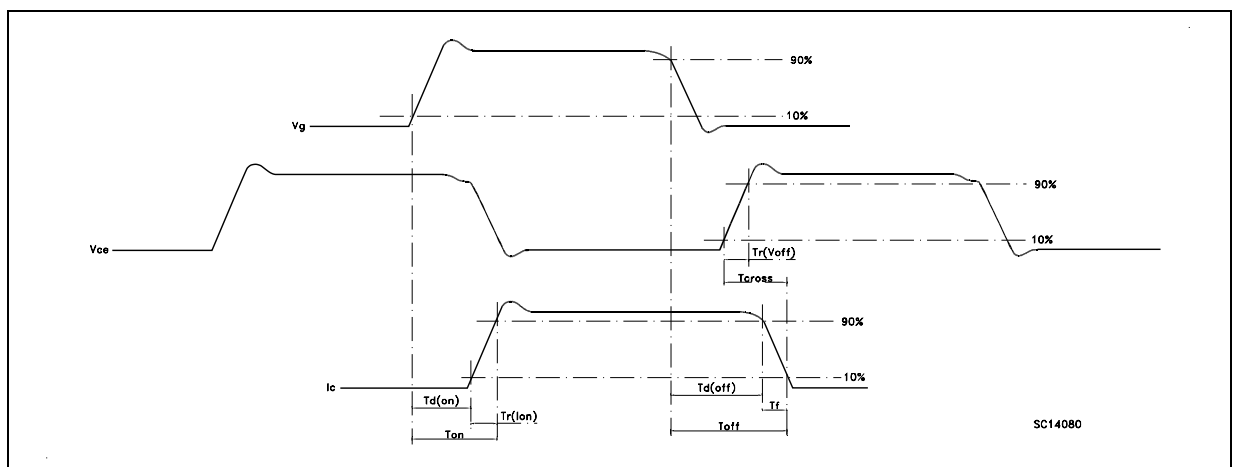 90%
10%
Vg
90%
Vce
10%
Tr(Voff)
Tcross
90%
Ic
10%
Td(on)
Td(off)
Tr(Ion)
Tf
Ton
Toff
SC14080